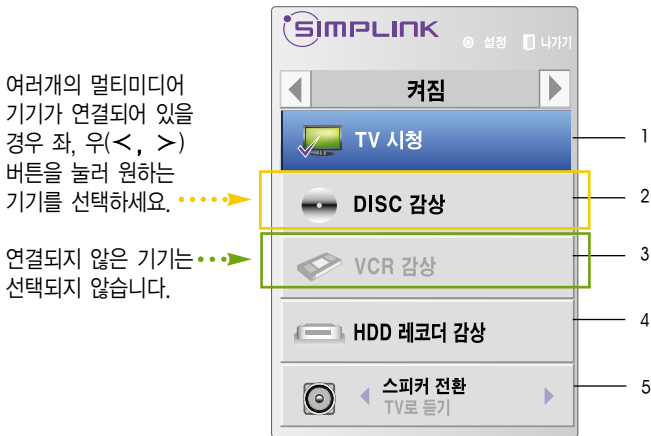 SIMPLINK
설정 나가기
여러개의 멀티미디어
기기가 연결되어 있을
경우 좌, 우(<, >)
버튼을 눌러 원하는
기기를 선택하세요.
연결되지 않은 기기는
선택되지 않습니다.
켜짐
TV 시청
1
DISC 감상
2
VCR 감상
3
HDD 레코더 감상
4
스피커 전환
TV로 듣기
5